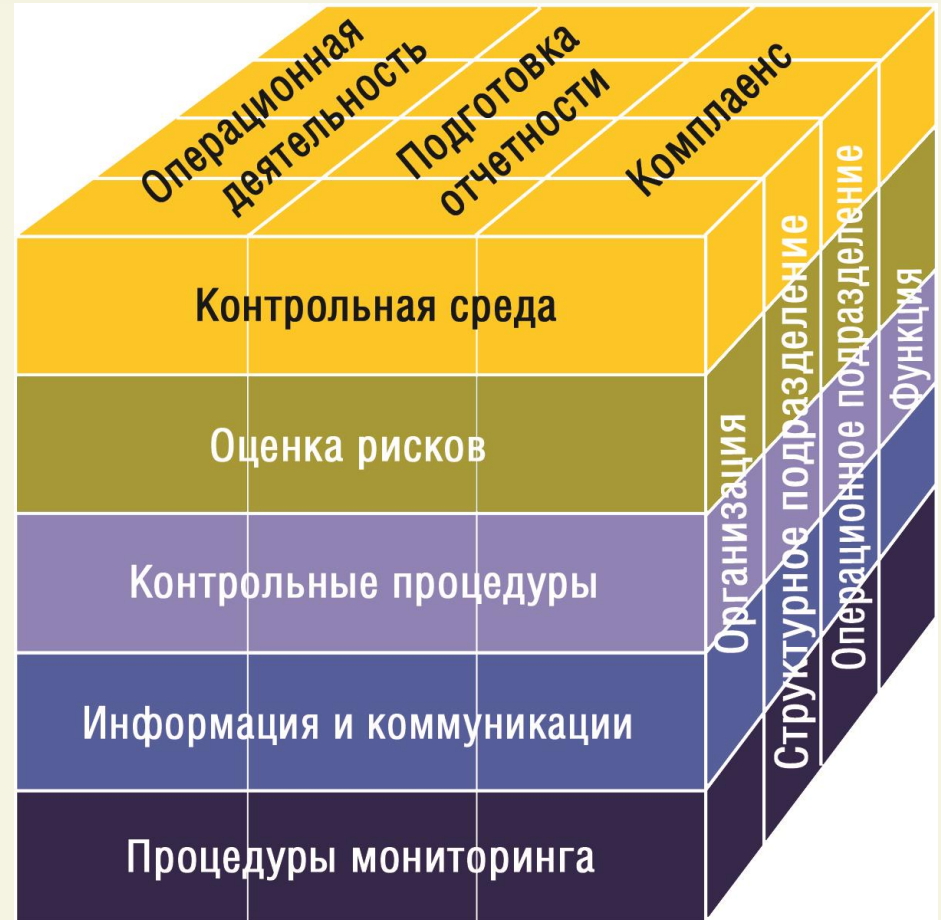 Операционная
деятельность
Подготовка
отчетности
Комплаенс
Контрольная среда
Оценка рисков
Контрольные процедуры
Информация и коммуникации
Процедуры мониторинга
Организация
Структурное подразделение
Операционное подразделение
Функция